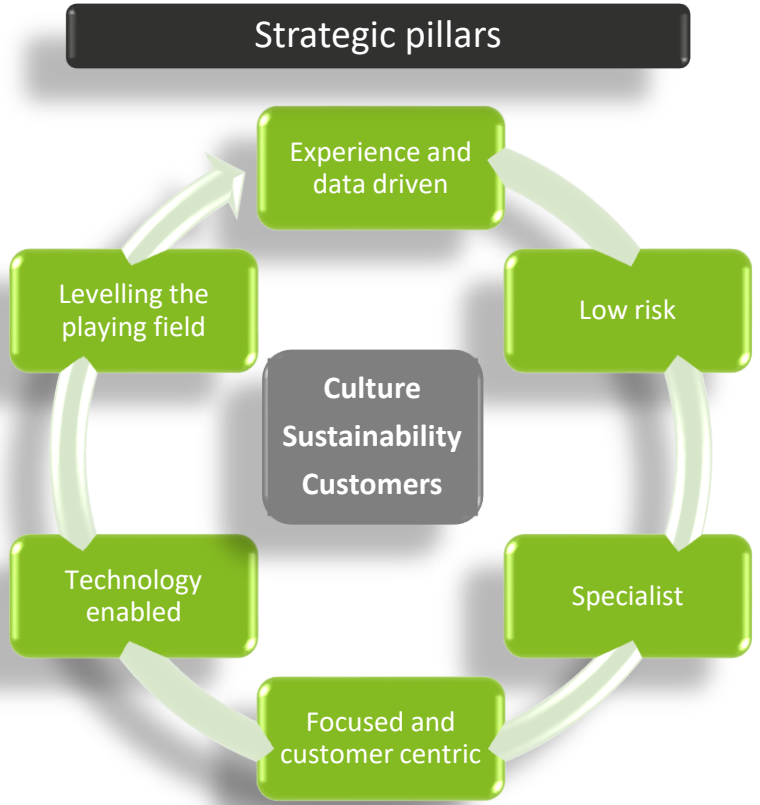 Strategic pillars
Experience and
data driven
Low risk
Specialist
Focused and
customer centric
Technology
enabled
Levelling the
playing field
Culture
Sustainability
Customers